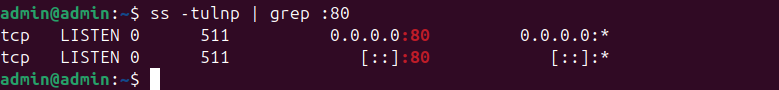 admin@admin:~$ ss -tulnp | grep :80
tcp   LISTEN 0      511          0.0.0.0:80        0.0.0.0:*
tcp   LISTEN 0      511             [::]:80           [::]:*
admin@admin:~$